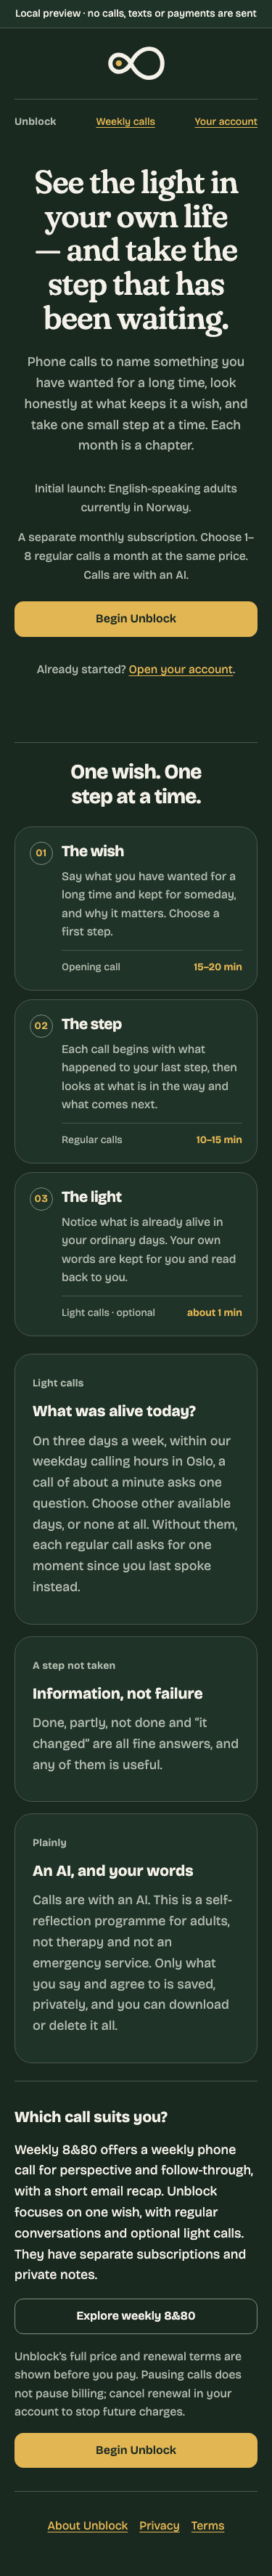 Local preview · no calls, texts or payments are sent
Unblock
Weekly calls
Your account
See the light in
your own life
— and take the
step that has
been waiting.
Phone calls to name something you
have wanted for a long time, look
honestly at what keeps it a wish, and
take one small step at a time. Each
month is a chapter.
Initial launch: English-speaking adults
currently in Norway.
A separate monthly subscription. Choose 1–
8 regular calls a month at the same price.
Calls are with an AI.
Begin Unblock
Already started? Open your account.
One wish. One
step at a time.
01
The wish
Say what you have wanted for a
long time and kept for someday,
and why it matters. Choose a
first step.
Opening call
15–20 min
02
The step
Each call begins with what
happened to your last step, then
looks at what is in the way and
what comes next.
Regular calls
10–15 min
03
The light
Notice what is already alive in
your ordinary days. Your own
words are kept for you and read
back to you.
Light calls · optional
about 1 min
Light calls
What was alive today?
On three days a week, within our
weekday calling hours in Oslo, a
call of about a minute asks one
question. Choose other available
days, or none at all. Without them,
each regular call asks for one
moment since you last spoke
instead.
A step not taken
Information, not failure
Done, partly, not done and “it
changed” are all fine answers, and
any of them is useful.
Plainly
An AI, and your words
Calls are with an AI. This is a self-
reflection programme for adults,
not therapy and not an
emergency service. Only what
you say and agree to is saved,
privately, and you can download
or delete it all.
Which call suits you?
Weekly 8&80 offers a weekly phone
call for perspective and follow-through,
with a short email recap. Unblock
focuses on one wish, with regular
conversations and optional light calls.
They have separate subscriptions and
private notes.
Explore weekly 8&80
Unblock’s full price and renewal terms are
shown before you pay. Pausing calls does
not pause billing; cancel renewal in your
account to stop future charges.
Begin Unblock
About Unblock
Privacy
Terms